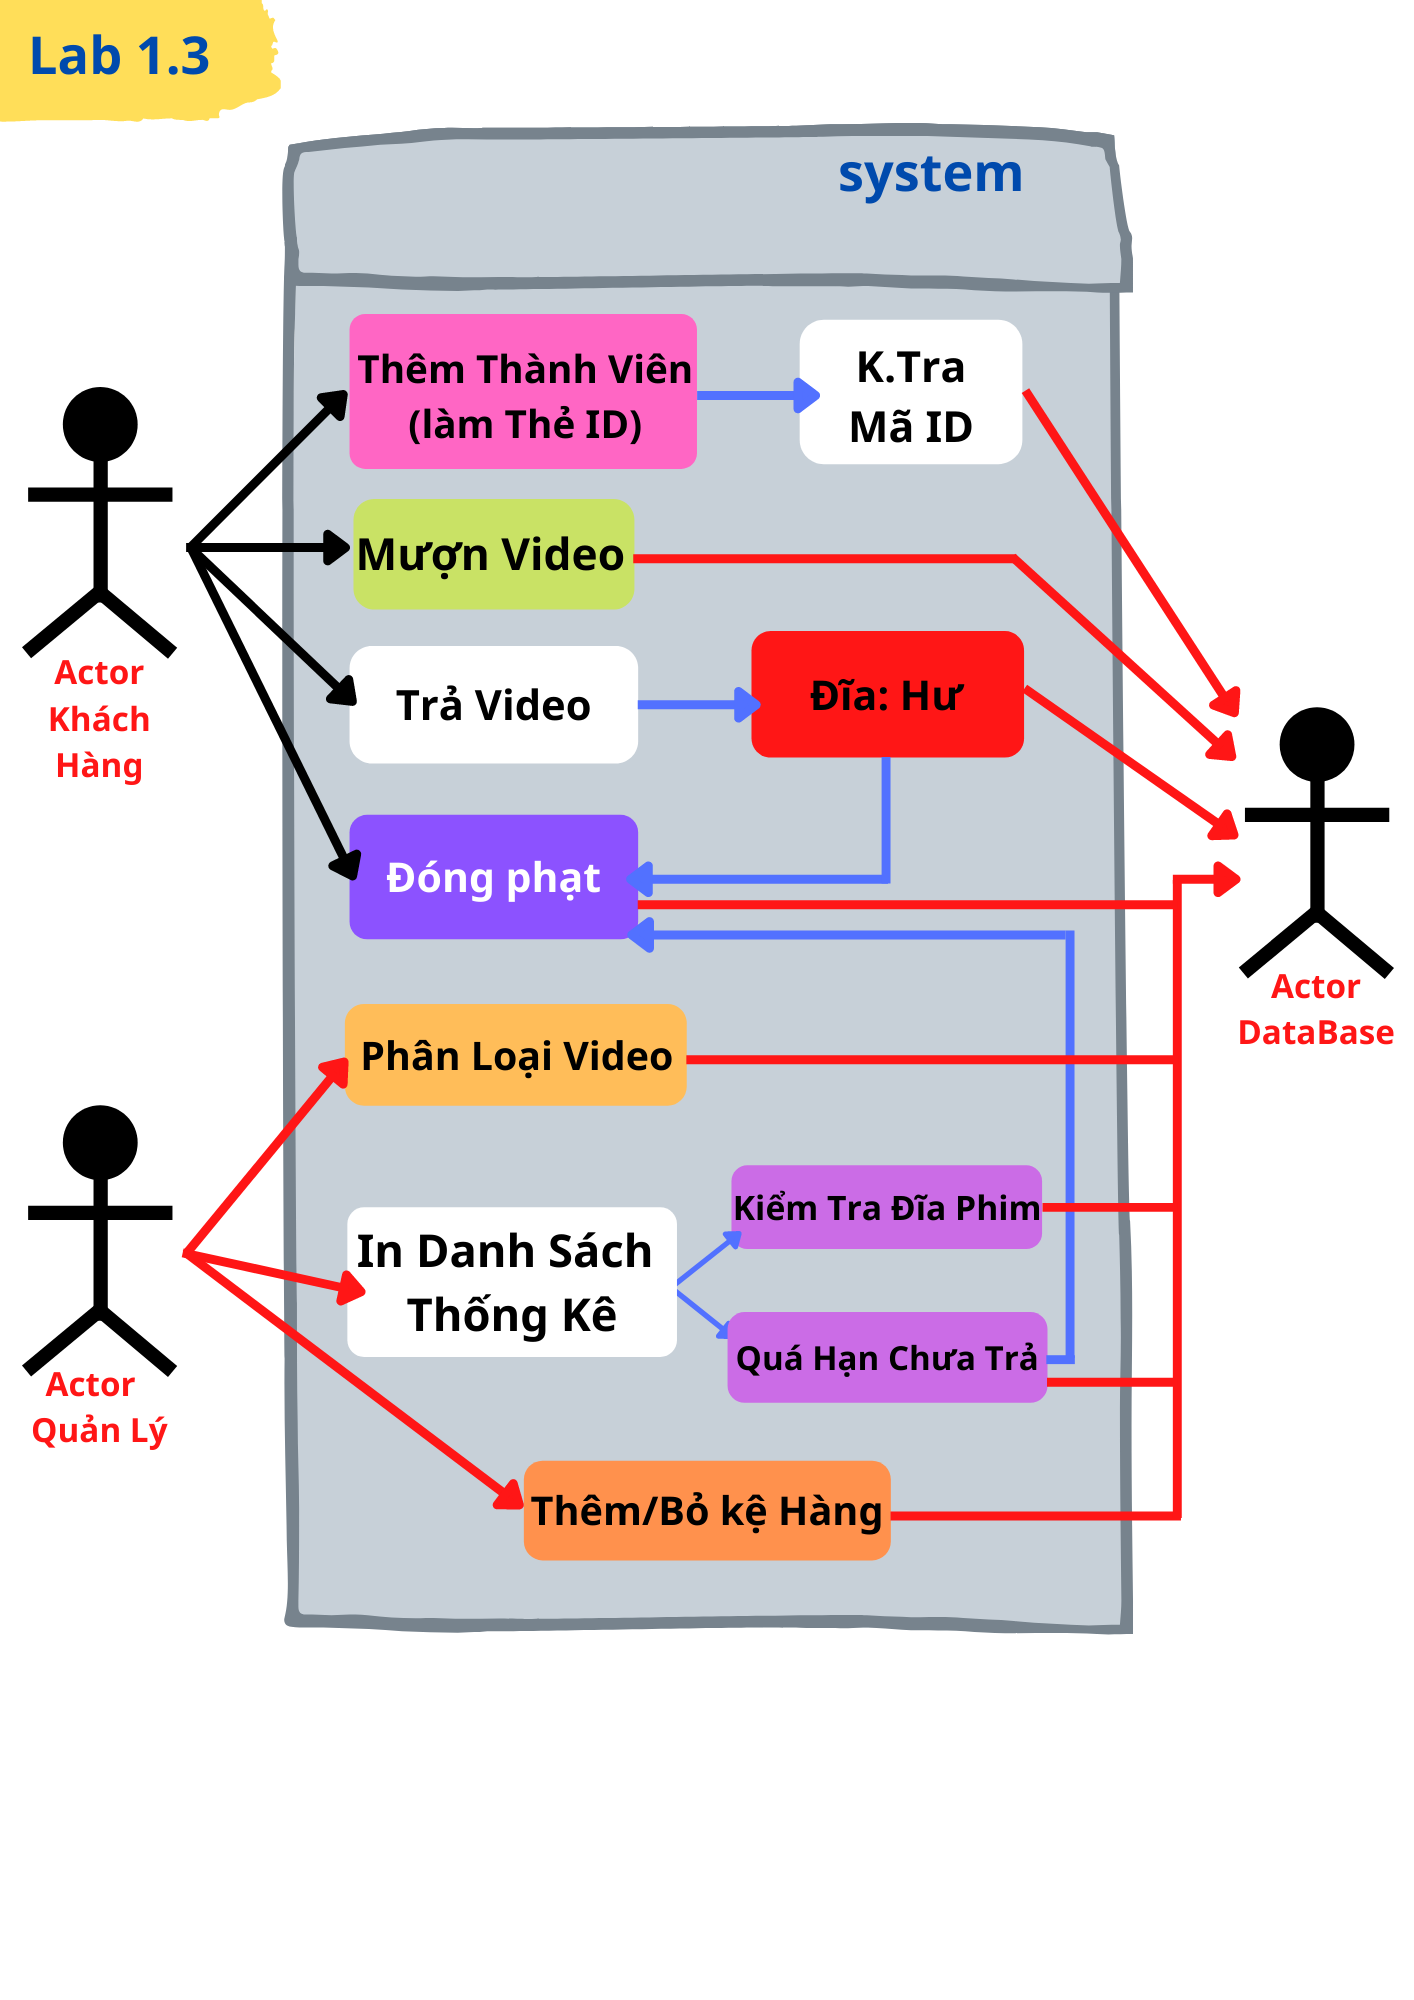 Lab 1.3
system
Thêm Thành Viên
(làm Thẻ ID)
K.Tra
Mã ID
Mượn Video
Trả Video
Đĩa: Hư
Actor
Khách
Hàng
Đóng phạt
Actor
DataBase
Phân Loại Video
Kiểm Tra Đĩa Phim
In Danh Sách
Thống Kê
Quá Hạn Chưa Trả
Actor
Quản Lý
Thêm/Bỏ kệ Hàng